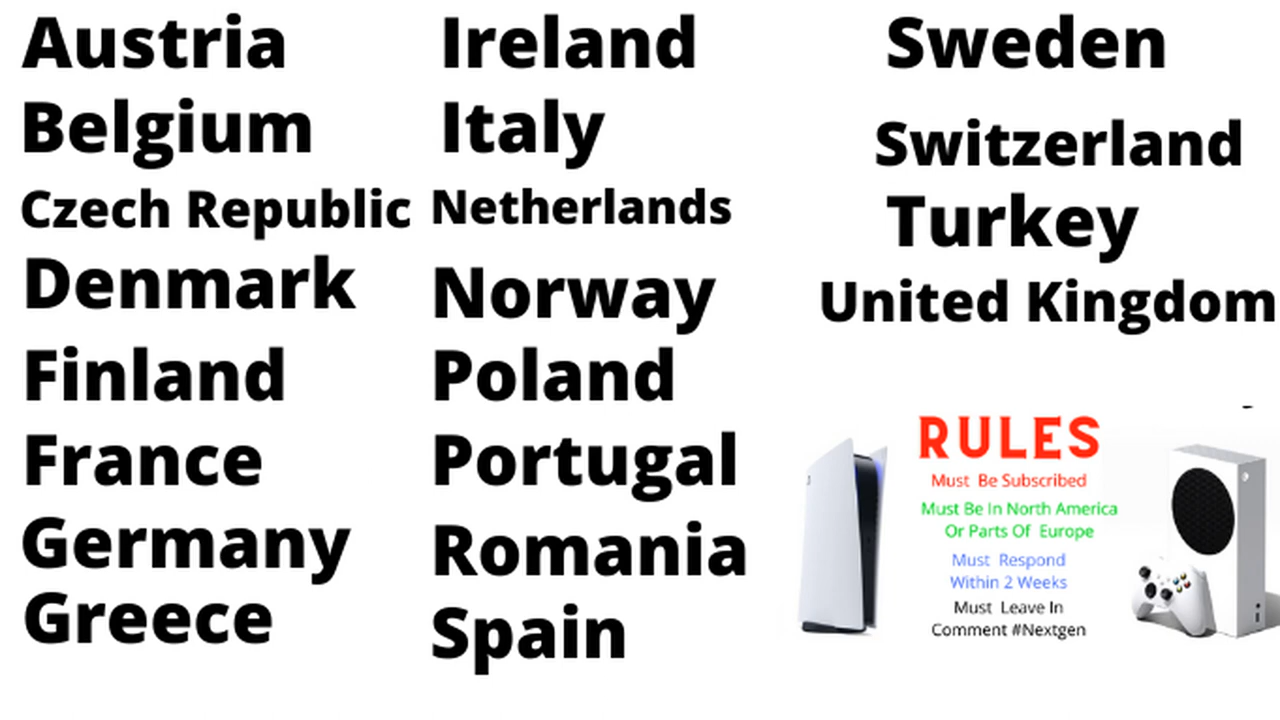 Austria
Belgium
Czech Republic
Denmark
Finland
France
Germany
Greece
Ireland
Italy
Netherlands
Norway
Poland
Portugal
Romania
Spain
Sweden
Switzerland
Turkey
United Kingdom
RULES
Must Be Subscribed
Must Be In North America
Or Parts Of Europe
Must Respond
Within 2 Weeks
Must Leave In
Comment #Nextgen